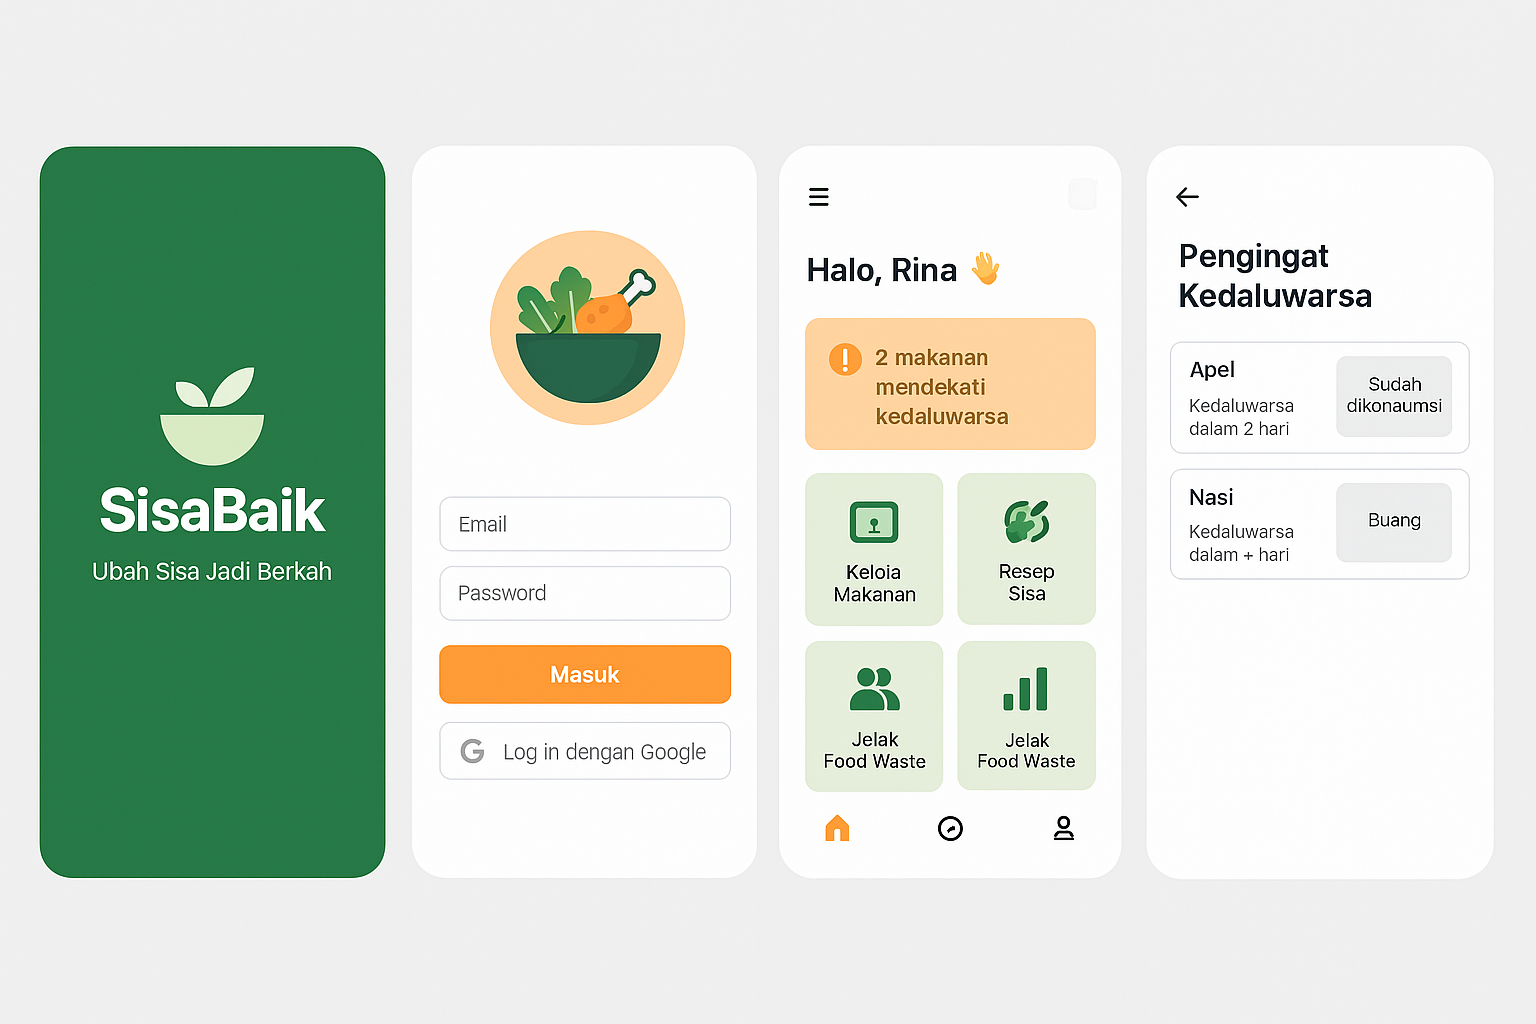 SisaBaik
Ubah Sisa Jadi Berkah
Email
Password
Masuk
G Log in dengan Google
Halo, Rina 👋
2 makanan
mendekati
kedaluwarsa
Keloia
Makanan
Resep
Sisa
Jelak
Food Waste
Jelak
Food Waste
Pengingat
Kedaluwarsa
Apel
Kedaluwarsa
dalam 2 hari
Sudah
dikonaumsi
Nasi
Kedaluwarsa
dalam + hari
Buang